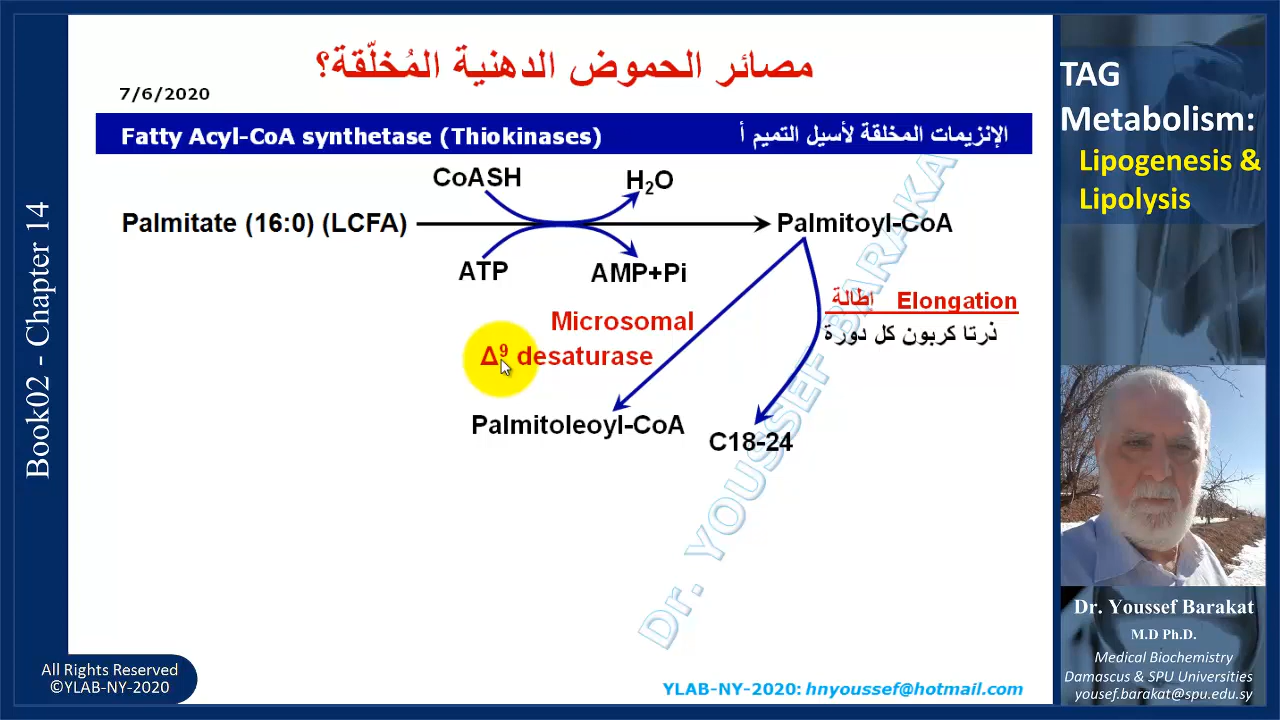 مصائر الحموض الدهنية المُخلّقة؟
7/6/2020
Fatty Acyl-CoA synthetase (Thiokinases) الإنزيمات المخلقة لأسيل التميم أ
CoASH H₂O
Palmitate (16:0) (LCFA) Palmitoyl-CoA
ATP AMP+Pi
اطالة Elongation
ذرتا كربون كل دورة
Microsomal
Δ⁹ desaturase
Palmitoleoyl-CoA
C18-24
Dr. YOUSSEF BARAKAT
Book02 - Chapter 14
All Rights Reserved
©YLAB-NY-2020
YLAB-NY-2020: hnyoussef@hotmail.com
TAG
Metabolism:
Lipogenesis &
Lipolysis
Dr. Youssef Barakat
M.D Ph.D.
Medical Biochemistry
Damascus & SPU Universities
yousef.barakat@spu.edu.sy